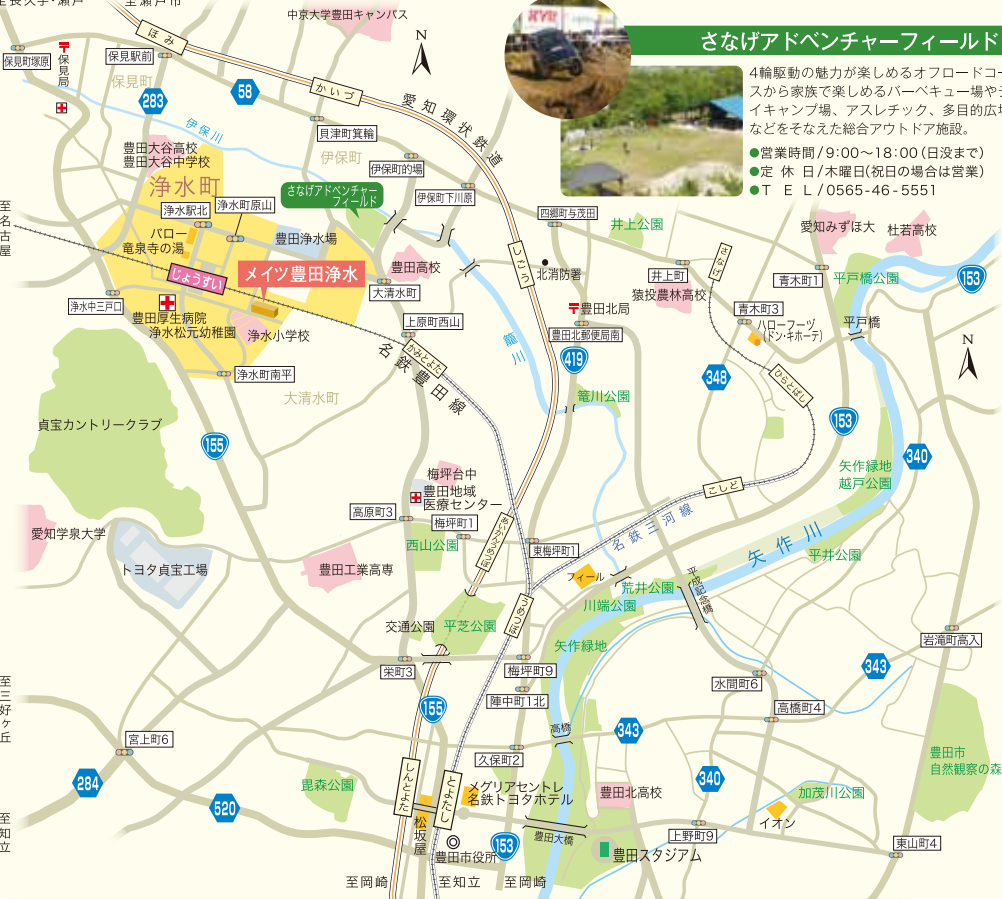 至長久手・瀬戸
至瀬戸市
中京大学豊田キャンパス
N
さなげアドベンチャーフィールド
4輪駆動の魅力が楽しめるオフロードコー
スから家族で楽しめるバーベキュー場やデ
イキャンプ場、アスレチック、多目的広場
などをそなえた総合アウトドア施設。
●営業時間/9:00〜18:00(日没まで)
●定 休 日/木曜日(祝日の場合は営業)
●T E L/0565-46-5551
ほみ
保見町塚原
保見局
保見駅前
保見町
283
58
かいづ
愛知環状鉄道
伊保川
貝津町箕輪
伊保町
伊保町的場
伊保町下川原
豊田大谷高校
豊田大谷中学校
浄水町
さなげアドベンチャー
フィールド
浄水駅北
浄水町原山
四郷町与茂田
井上公園
愛知みずほ大
杜若高校
至名古屋
バロー
竜泉寺の湯
豊田浄水場
しごう
さなげ
じょうすい
メイツ豊田浄水
豊田高校
北消防署
井上町
青木町1
平戸橋公園
153
大清水町
猿投農林高校
浄水中三戸口
豊田厚生病院
浄水松元幼稚園
浄水小学校
上原町西山
豊田北局
豊田北郵便局南
青木町3
ハローフーヅ
(ドン・キホーテ)
平戸橋
N
かみとよた
名鉄豊田線
籠川
419
348
ひらとばし
浄水町南平
大清水町
篭川公園
貞宝カントリークラブ
155
153
340
矢作緑地
越戸公園
梅坪台中
豊田地域
医療センター
こしど
高原町3
梅坪町1
名鉄三河線
矢作川
愛知学泉大
西山公園
あいかんうめつぼ
東梅坪町1
平井公園
トヨタ貞宝工場
豊田工業高専
フィール
荒井公園
平成記念橋
川端公園
うめつぼ
交通公園
平芝公園
矢作緑地
岩滝町高入
栄町3
梅坪町9
343
至三好ケ丘
水間町6
陣中町1北
155
高橋町4
高橋
343
宮上町6
久保町2
豊田市
自然観察の森
284
しんとよた
とよたし
毘森公園
メグリアセントレ
名鉄トヨタホテル
豊田北高校
340
加茂川公園
520
至知立
松坂屋
イオン
豊田大橋
上野町9
153
東山町4
豊田市役所
豊田スタジアム
至岡崎
至知立
至岡崎